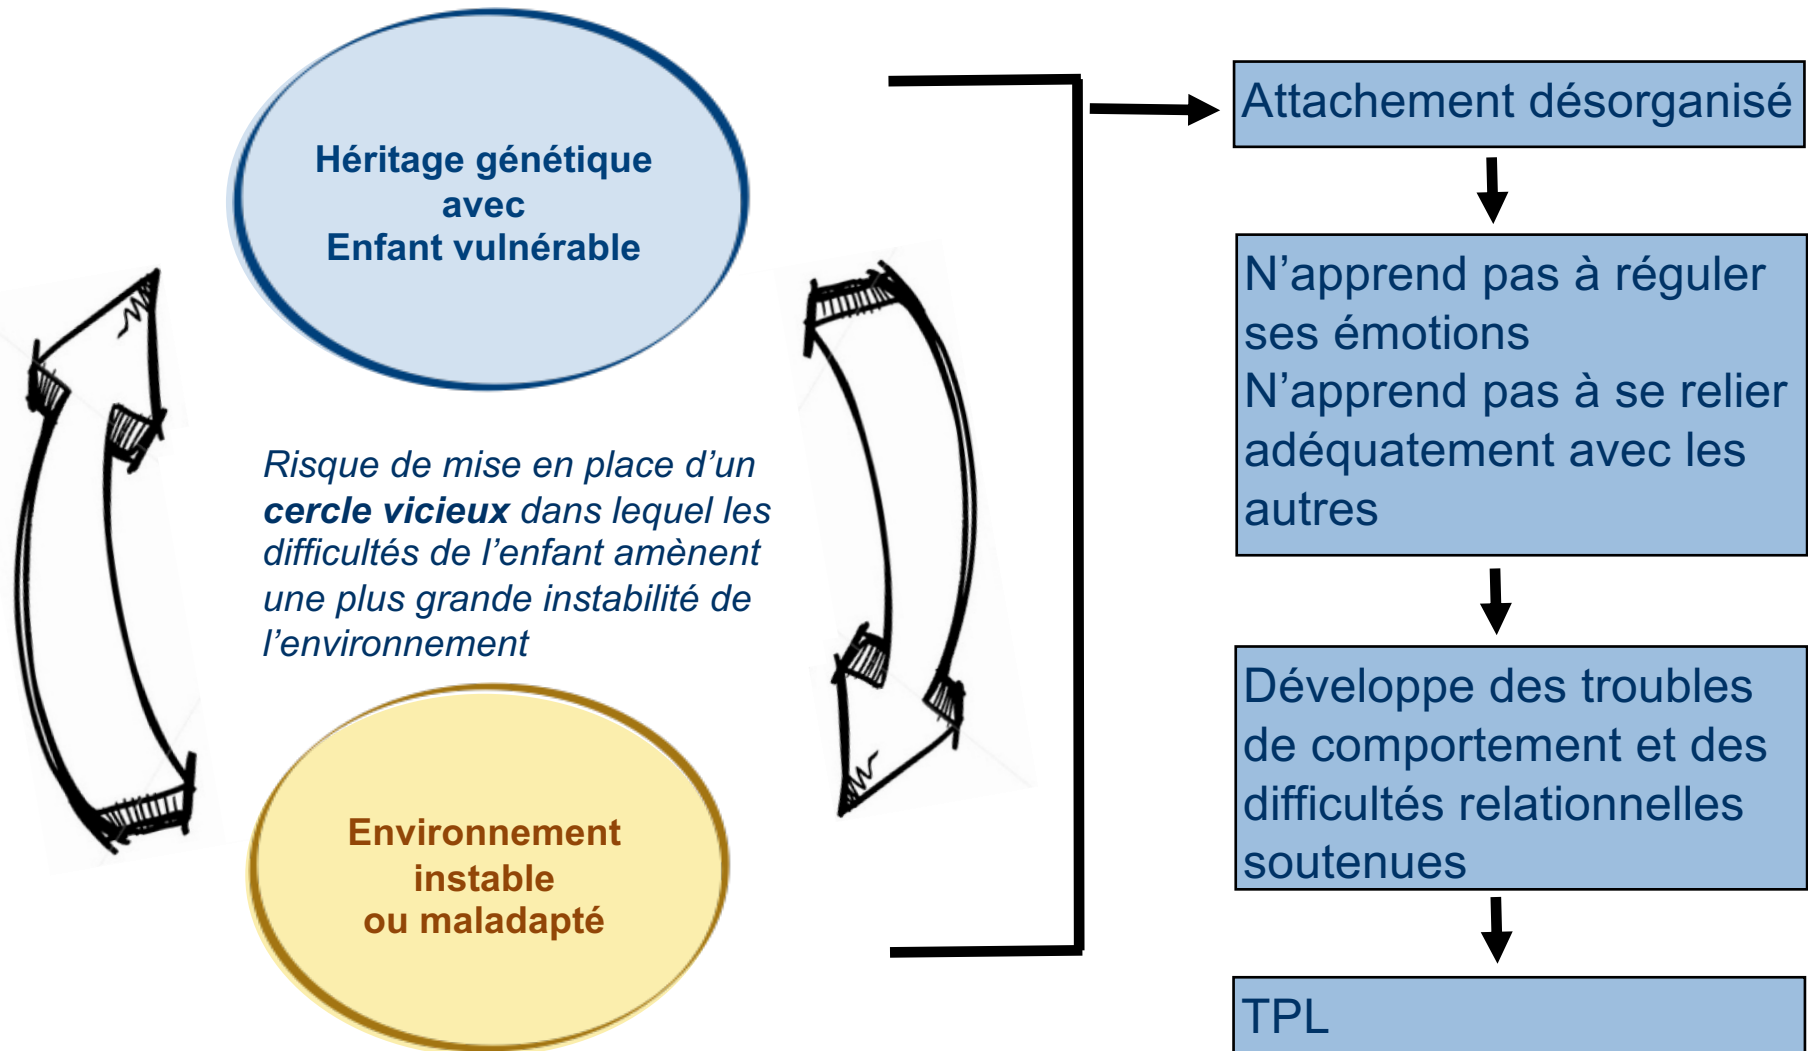 Héritage génétique
avec
Enfant vulnérable
Risque de mise en place d’un
cercle vicieux dans lequel les
difficultés de l’enfant amènent
une plus grande instabilité de
l’environnement
Environnement
instable
ou maladapté
Attachement désorganisé
N’apprend pas à réguler
ses émotions
N’apprend pas à se relier
adéquatement avec les
autres
Développe des troubles
de comportement et des
difficultés relationnelles
soutenues
TPL